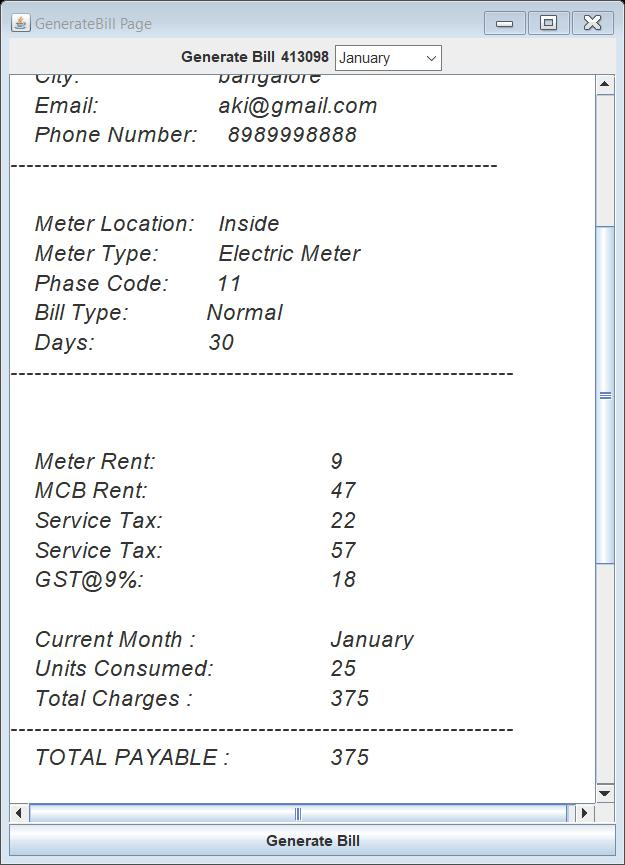 GenerateBill Page
Generate Bill 413098 January
City: bangalore
Email: aki@gmail.com
Phone Number: 8989998888
---------------------------------------------------------------
Meter Location: Inside
Meter Type: Electric Meter
Phase Code: 11
Bill Type: Normal
Days: 30
-----------------------------------------------------------------
Meter Rent: 9
MCB Rent: 47
Service Tax: 22
Service Tax: 57
GST@9%: 18
Current Month : January
Units Consumed: 25
Total Charges : 375
-----------------------------------------------------------------
TOTAL PAYABLE : 375
Generate Bill